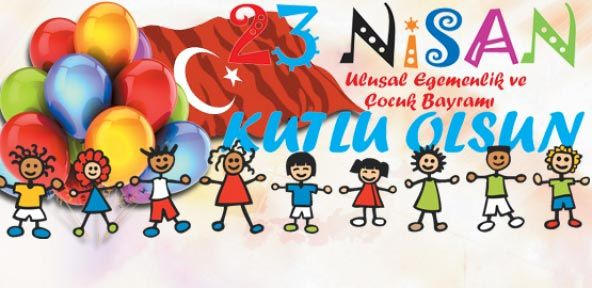 23 NiSAN
Ulusal Egemenlik ve
Çocuk Bayramı
KUTLU OLSUN